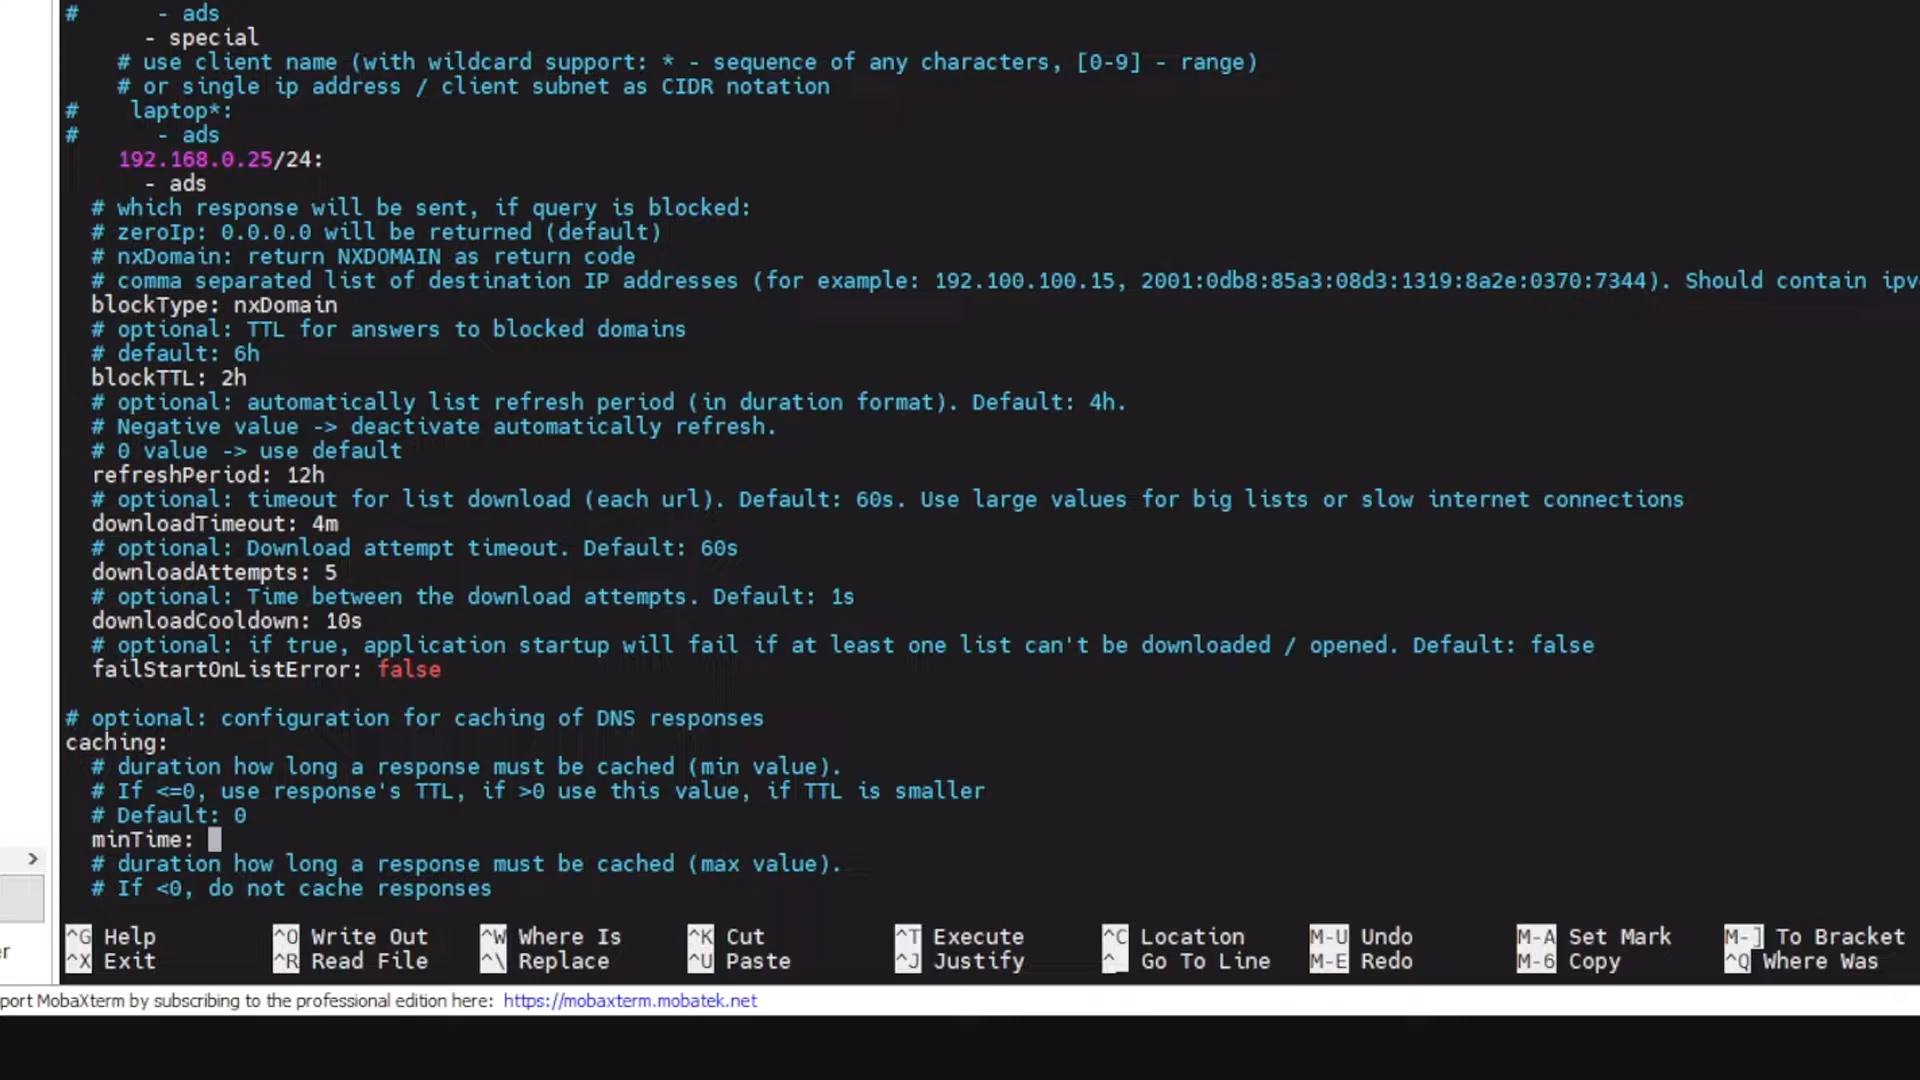 #      - ads
- special
# use client name (with wildcard support: * - sequence of any characters, [0-9] - range)
# or single ip address / client subnet as CIDR notation
#    laptop*:
#      - ads
192.168.0.25/24:
- ads
# which response will be sent, if query is blocked:
# zeroIp: 0.0.0.0 will be returned (default)
# nxDomain: return NXDOMAIN as return code
# comma separated list of destination IP addresses (for example: 192.100.100.15, 2001:0db8:85a3:08d3:1319:8a2e:0370:7344). Should contain ipv
blockType: nxDomain
# optional: TTL for answers to blocked domains
# default: 6h
blockTTL: 2h
# optional: automatically list refresh period (in duration format). Default: 4h.
# Negative value -> deactivate automatically refresh.
# 0 value -> use default
refreshPeriod: 12h
# optional: timeout for list download (each url). Default: 60s. Use large values for big lists or slow internet connections
downloadTimeout: 4m
# optional: Download attempt timeout. Default: 60s
downloadAttempts: 5
# optional: Time between the download attempts. Default: 1s
downloadCooldown: 10s
# optional: if true, application startup will fail if at least one list can't be downloaded / opened. Default: false
failStartOnListError: false
# optional: configuration for caching of DNS responses
caching:
# duration how long a response must be cached (min value).
# If <=0, use response's TTL, if >0 use this value, if TTL is smaller
# Default: 0
minTime:
# duration how long a response must be cached (max value).
# If <0, do not cache responses
^G Help ^O Write Out ^W Where Is ^K Cut ^T Execute ^C Location M-U Undo M-A Set Mark M-] To Bracket
^X Exit ^R Read File ^\ Replace ^U Paste ^J Justify ^_ Go To Line M-E Redo M-6 Copy ^Q Where Was
port MobaXterm by subscribing to the professional edition here: https://mobaxterm.mobatek.net